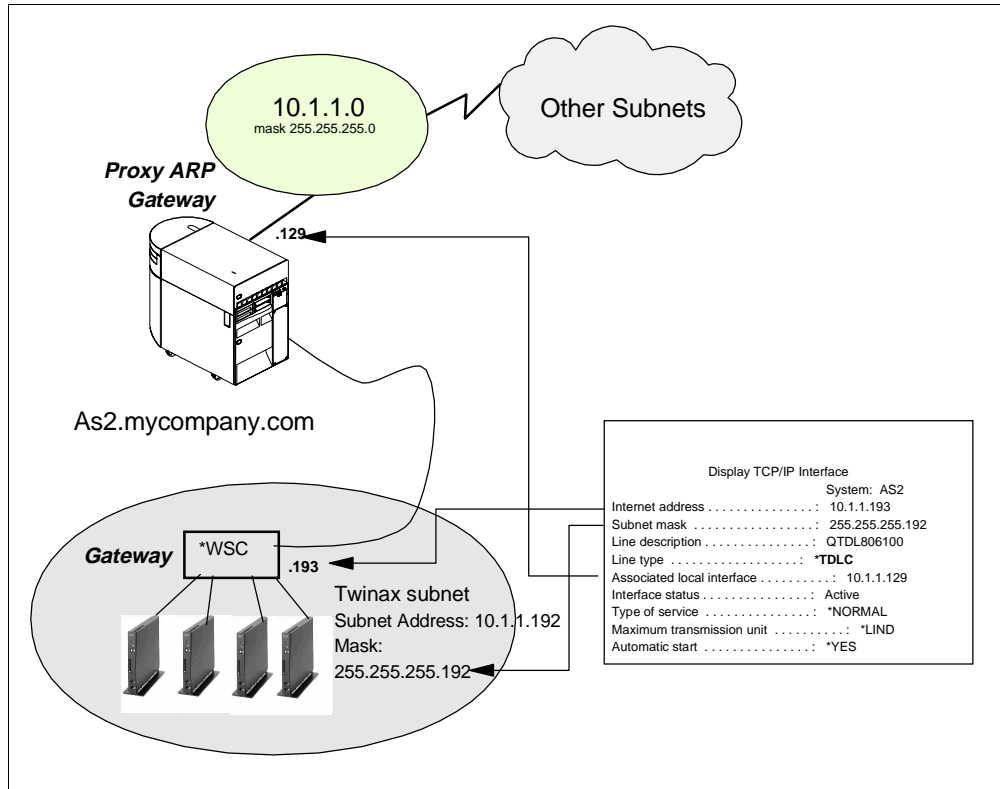 10.1.1.0
mask 255.255.255.0
Other Subnets
Proxy ARP
Gateway
.129
As2.mycompany.com
Gateway
*WSC
.193
Twinax subnet
Subnet Address: 10.1.1.192
Mask:
255.255.255.192
Display TCP/IP Interface
System: AS2
Internet address . . . . . . . . . . . . . . : 10.1.1.193
Subnet mask . . . . . . . . . . . . . . . . : 255.255.255.192
Line description . . . . . . . . . . . . . : QTDL806100
Line type . . . . . . . . . . . . . . . . . . : *TDLC
Associated local interface . . . . . . . . . . : 10.1.1.129
Interface status . . . . . . . . . . . . . . : Active
Type of service . . . . . . . . . . . . . . : *NORMAL
Maximum transmission unit . . . . . . . . . . : *LIND
Automatic start . . . . . . . . . . . . . . : *YES